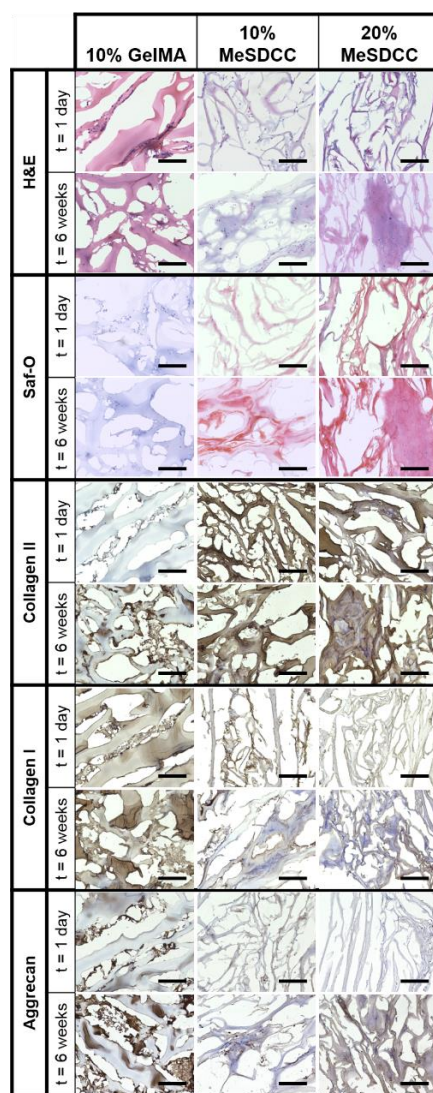 10% GelMA
10%
MeSDCC
20%
MeSDCC
H&E
t = 1 day
t = 6 weeks
Saf-O
t = 1 day
t = 6 weeks
Collagen II
t = 1 day
t = 6 weeks
Collagen I
t = 1 day
t = 6 weeks
Aggrecan
t = 1 day
t = 6 weeks